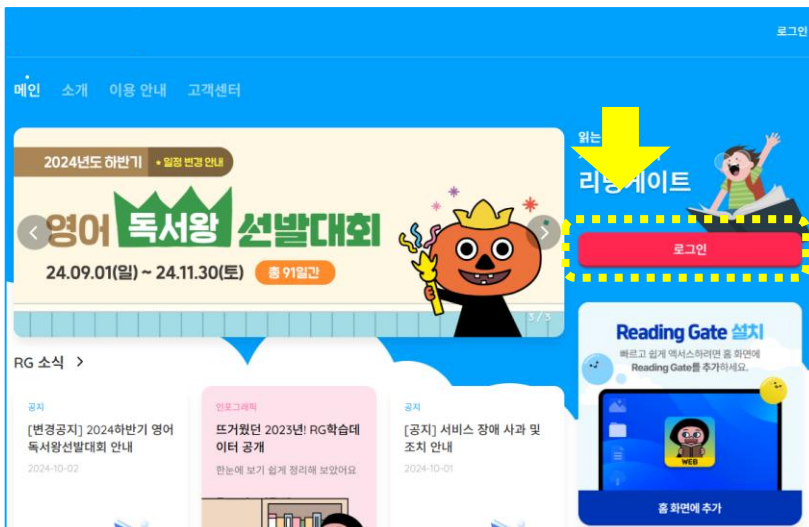 로그인
메인 소개 이용 안내 고객센터
2024년도 하반기 • 일정 변경 안내
영어 독서왕 선발대회
24.09.01(일) ~ 24.11.30(토) 총 91일간
3/3
읽는
리딩게이트
로그인
Reading Gate 설치
빠르고 쉽게 액세스하려면 홈 화면에
Reading Gate를 추가하세요.
WEB
홈 화면에 추가
RG 소식 >
공지
[변경공지] 2024하반기 영어
독서왕선발대회 안내
2024-10-02
인포그래픽
뜨거웠던 2023년! RG학습데
이터 공개
한눈에 보기 쉽게 정리해 보았어요
공지
[공지] 서비스 장애 사과 및
조치 안내
2024-10-01